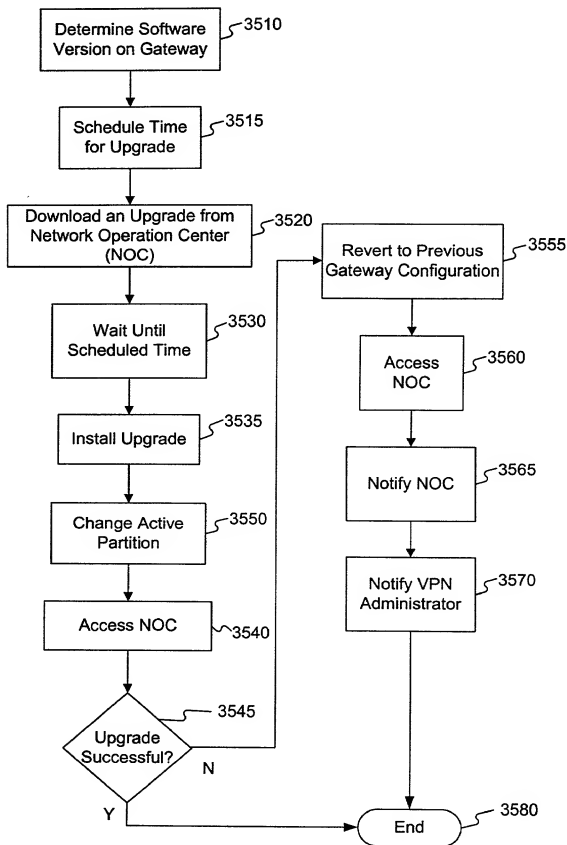 Determine Software
Version on Gateway
3510
Schedule Time
for Upgrade
3515
Download an Upgrade from
Network Operation Center
(NOC)
3520
Wait Until
Scheduled Time
3530
Install Upgrade
3535
Change Active
Partition
3550
Access NOC
3540
Upgrade
Successful?
3545
N
Y
Revert to Previous
Gateway Configuration
3555
Access
NOC
3560
Notify NOC
3565
Notify VPN
Administrator
3570
End
3580